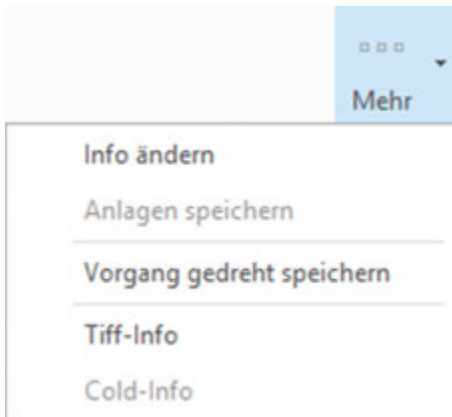 Mehr
Info ändern
Anlagen speichern
Vorgang gedreht speichern
Tiff-Info
Cold-Info